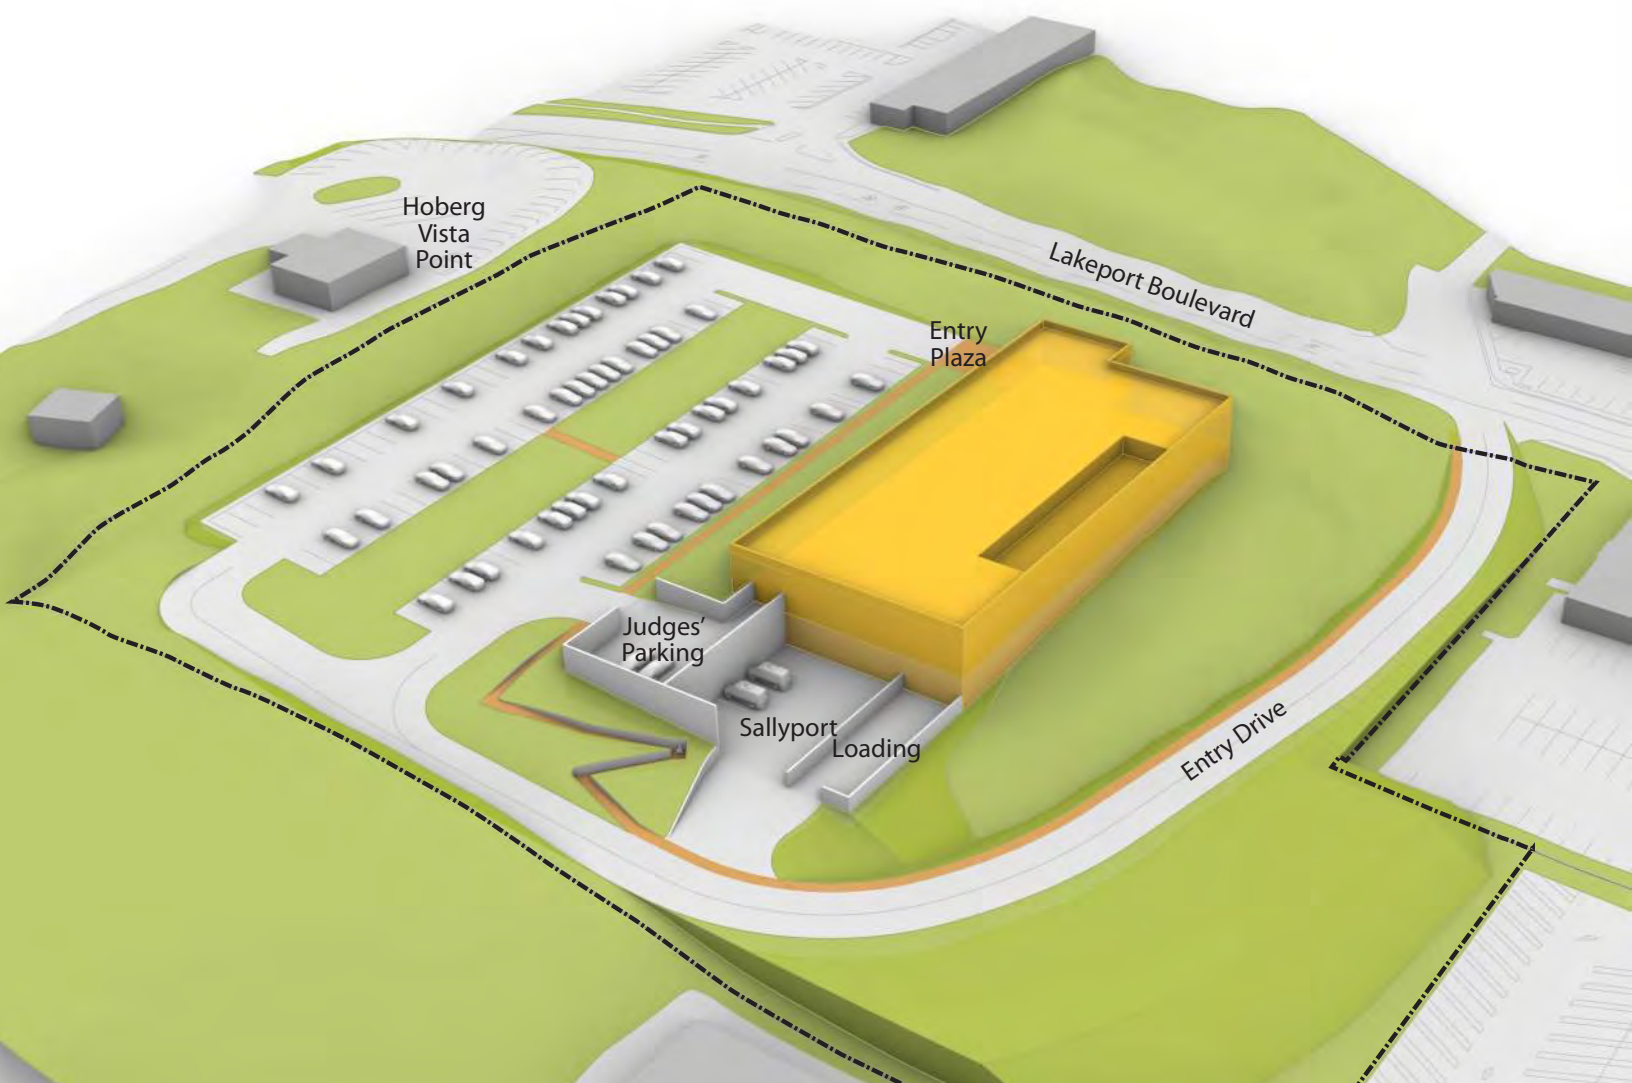 Hoberg
Vista
Point
Lakeport Boulevard
Entry
Plaza
Judges’
Parking
Sallyport
Loading
Entry Drive